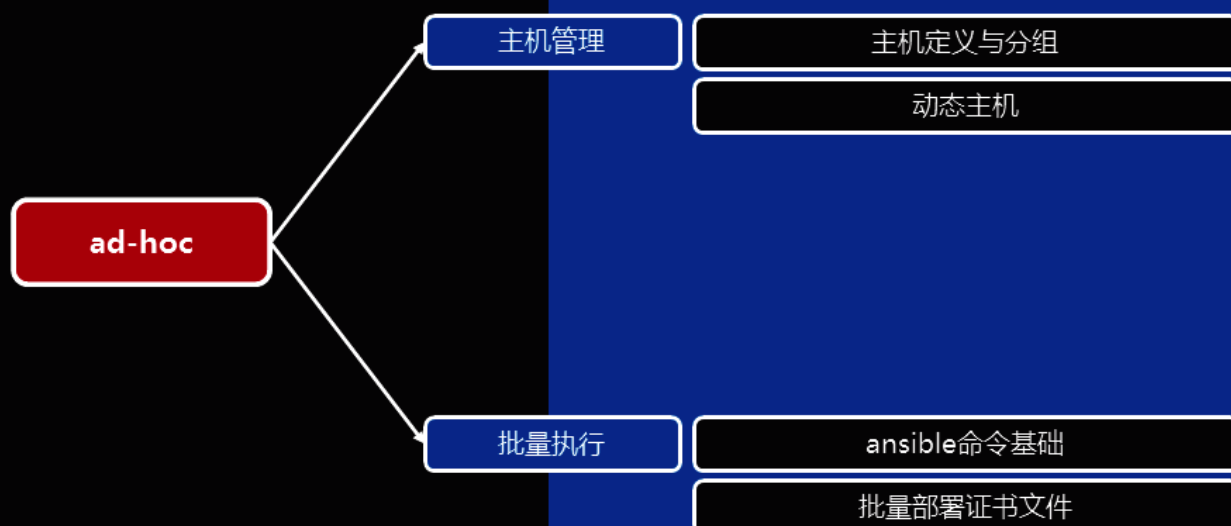 ad-hoc
主机管理
主机定义与分组
动态主机
批量执行
ansible命令基础
批量部署证书文件